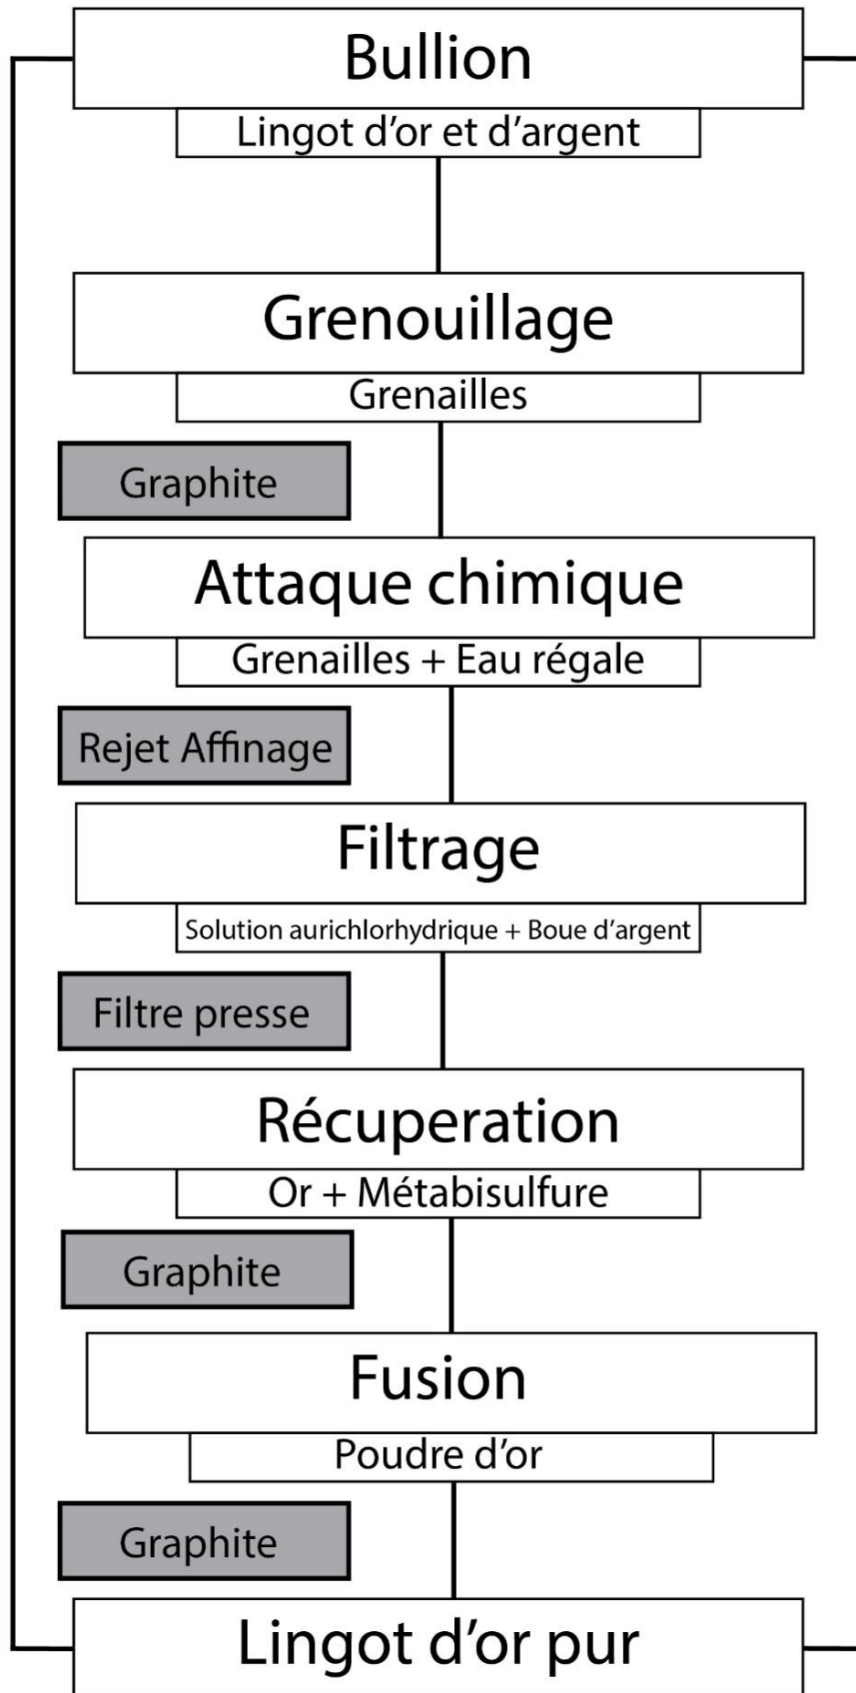 Bullion
Lingot d'or et d'argent
Grenouillage
Grenailles
Graphite
Attaque chimique
Grenailles + Eau régale
Rejet Affinage
Filtrage
Solution aurichlorhydrique + Boue d'argent
Filtre presse
Récuperation
Or + Métabisulfure
Graphite
Fusion
Poudre d'or
Graphite
Lingot d'or pur